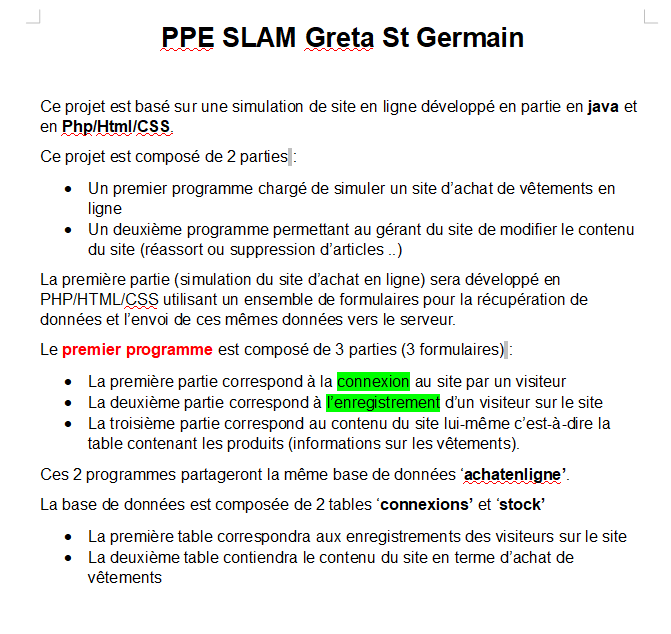 PPE SLAM Greta St Germain
Ce projet est basé sur une simulation de site en ligne développé en partie en java et
en Php/Html/CSS.
Ce projet est composé de 2 parties :
• Un premier programme chargé de simuler un site d'achat de vêtements en
ligne
• Un deuxième programme permettant au gérant du site de modifier le contenu
du site (réassort ou suppression d'articles ..)
La première partie (simulation du site d'achat en ligne) sera développé en
PHP/HTML/CSS utilisant un ensemble de formulaires pour la récupération de
données et l'envoi de ces mêmes données vers le serveur.
Le premier programme est composé de 3 parties (3 formulaires) :
• La première partie correspond à la connexion au site par un visiteur
• La deuxième partie correspond à l'enregistrement d'un visiteur sur le site
• La troisième partie correspond au contenu du site lui-même c'est-à-dire la
table contenant les produits (informations sur les vêtements).
Ces 2 programmes partageront la même base de données ‘achatenligne’.
La base de données est composée de 2 tables ‘connexions’ et ‘stock’
• La première table correspondra aux enregistrements des visiteurs sur le site
• La deuxième table contiendra le contenu du site en terme d'achat de
vêtements